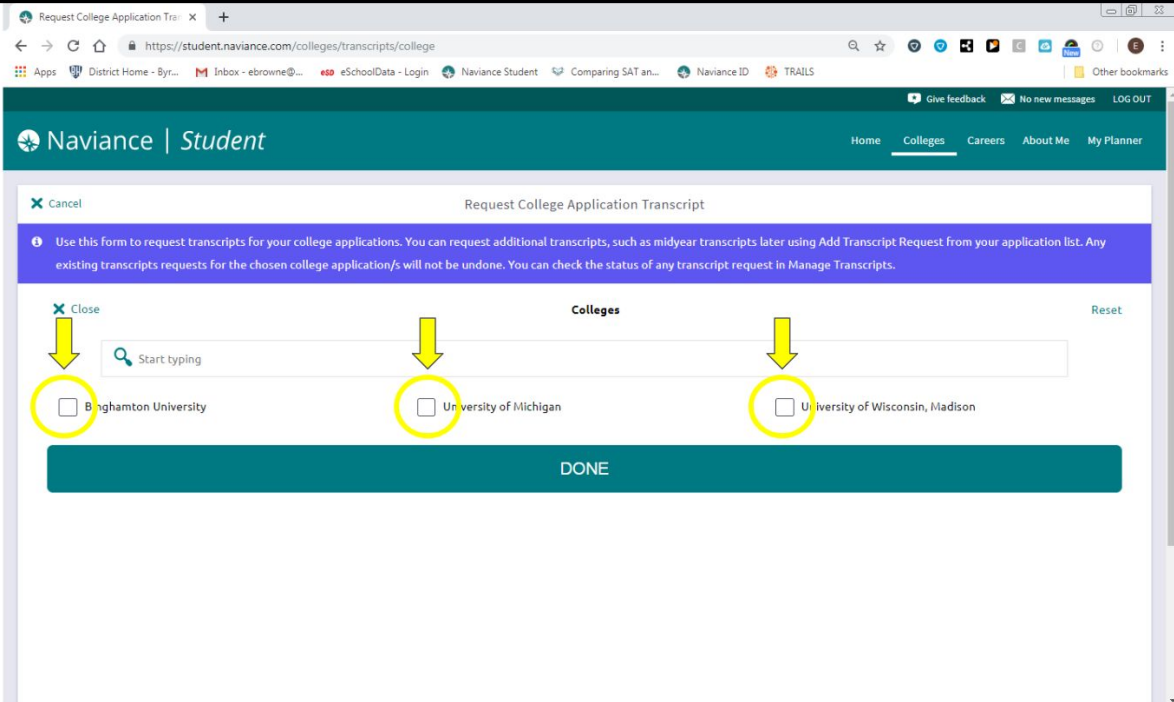 Request College Application Tran
https://student.naviance.com/colleges/transcripts/college
E
Apps District Home - Byr... Inbox - ebrowne@... esD eSchoolData - Login Naviance Student Comparing SAT an... Naviance ID TRAILS New Other bookmarks
Give feedback No new messages LOG OUT
Naviance | Student Home Colleges Careers About Me My Planner
Cancel Request College Application Transcript
Use this form to request transcripts for your college applications. You can request additional transcripts, such as midyear transcripts later using Add Transcript Request from your application list. Any
existing transcripts requests for the chosen college application/s will not be undone. You can check the status of any transcript request in Manage Transcripts.
Close Colleges Reset
Start typing
Binghamton University University of Michigan University of Wisconsin, Madison
DONE